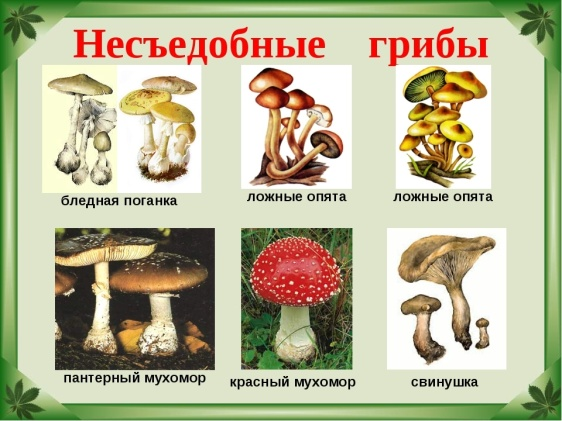 Несъедобные грибы
бледная поганка
ложные опята
ложные опята
пантерный мухомор
красный мухомор
свинушка